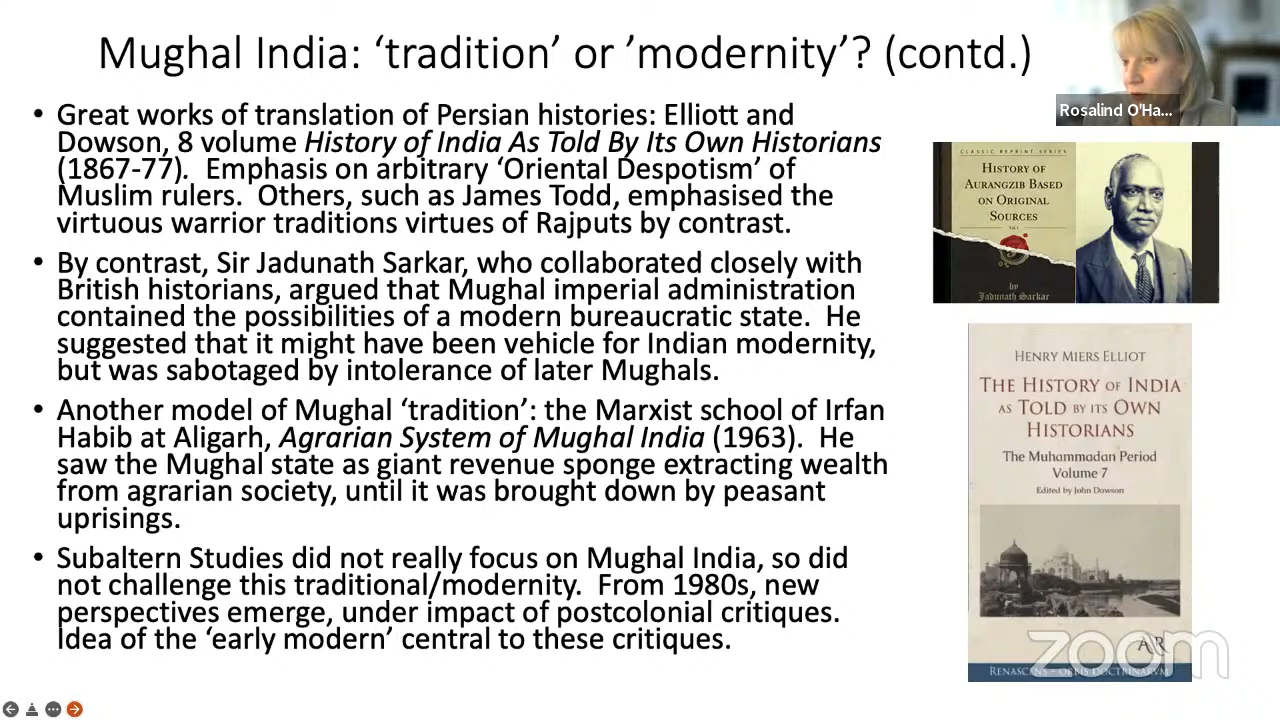 Mughal India: ‘tradition’ or ’modernity’? (contd.)
Rosalind O'Ha...
• Great works of translation of Persian histories: Elliott and
Dowson, 8 volume History of India As Told By Its Own Historians
(1867-77). Emphasis on arbitrary ‘Oriental Despotism’ of
Muslim rulers. Others, such as James Todd, emphasised the
virtuous warrior traditions virtues of Rajputs by contrast.
• By contrast, Sir Jadunath Sarkar, who collaborated closely with
British historians, argued that Mughal imperial administration
contained the possibilities of a modern bureaucratic state. He
suggested that it might have been vehicle for Indian modernity,
but was sabotaged by intolerance of later Mughals.
• Another model of Mughal ‘tradition’: the Marxist school of Irfan
Habib at Aligarh, Agrarian System of Mughal India (1963). He
saw the Mughal state as giant revenue sponge extracting wealth
from agrarian society, until it was brought down by peasant
uprisings.
• Subaltern Studies did not really focus on Mughal India, so did
not challenge this traditional/modernity. From 1980s, new
perspectives emerge, under impact of postcolonial critiques.
Idea of the ‘early modern’ central to these critiques.
CLASSIC REPRINT SERIES
HISTORY OF
AURANGZIB BASED
ON ORIGINAL
SOURCES
by
Jadunath Sarkar
HENRY MIERS ELLIOT
THE HISTORY OF INDIA
AS TOLD BY ITS OWN
HISTORIANS
The Muhammadan Period
Volume 7
Edited by John Dowson
zoom
RENASCANS – ORBIS DOCTRINARVM